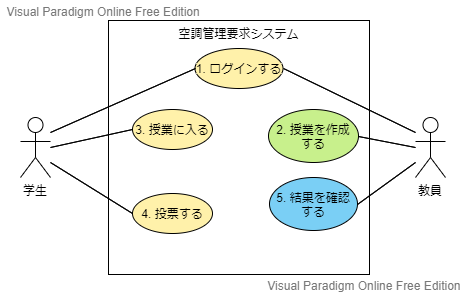 Visual Paradigm Online Free Edition
空調管理要求システム
1. ログインする
3. 授業に入る
2. 授業を作成
する
学生
教員
4. 投票する
5. 結果を確認
する
Visual Paradigm Online Free Edition